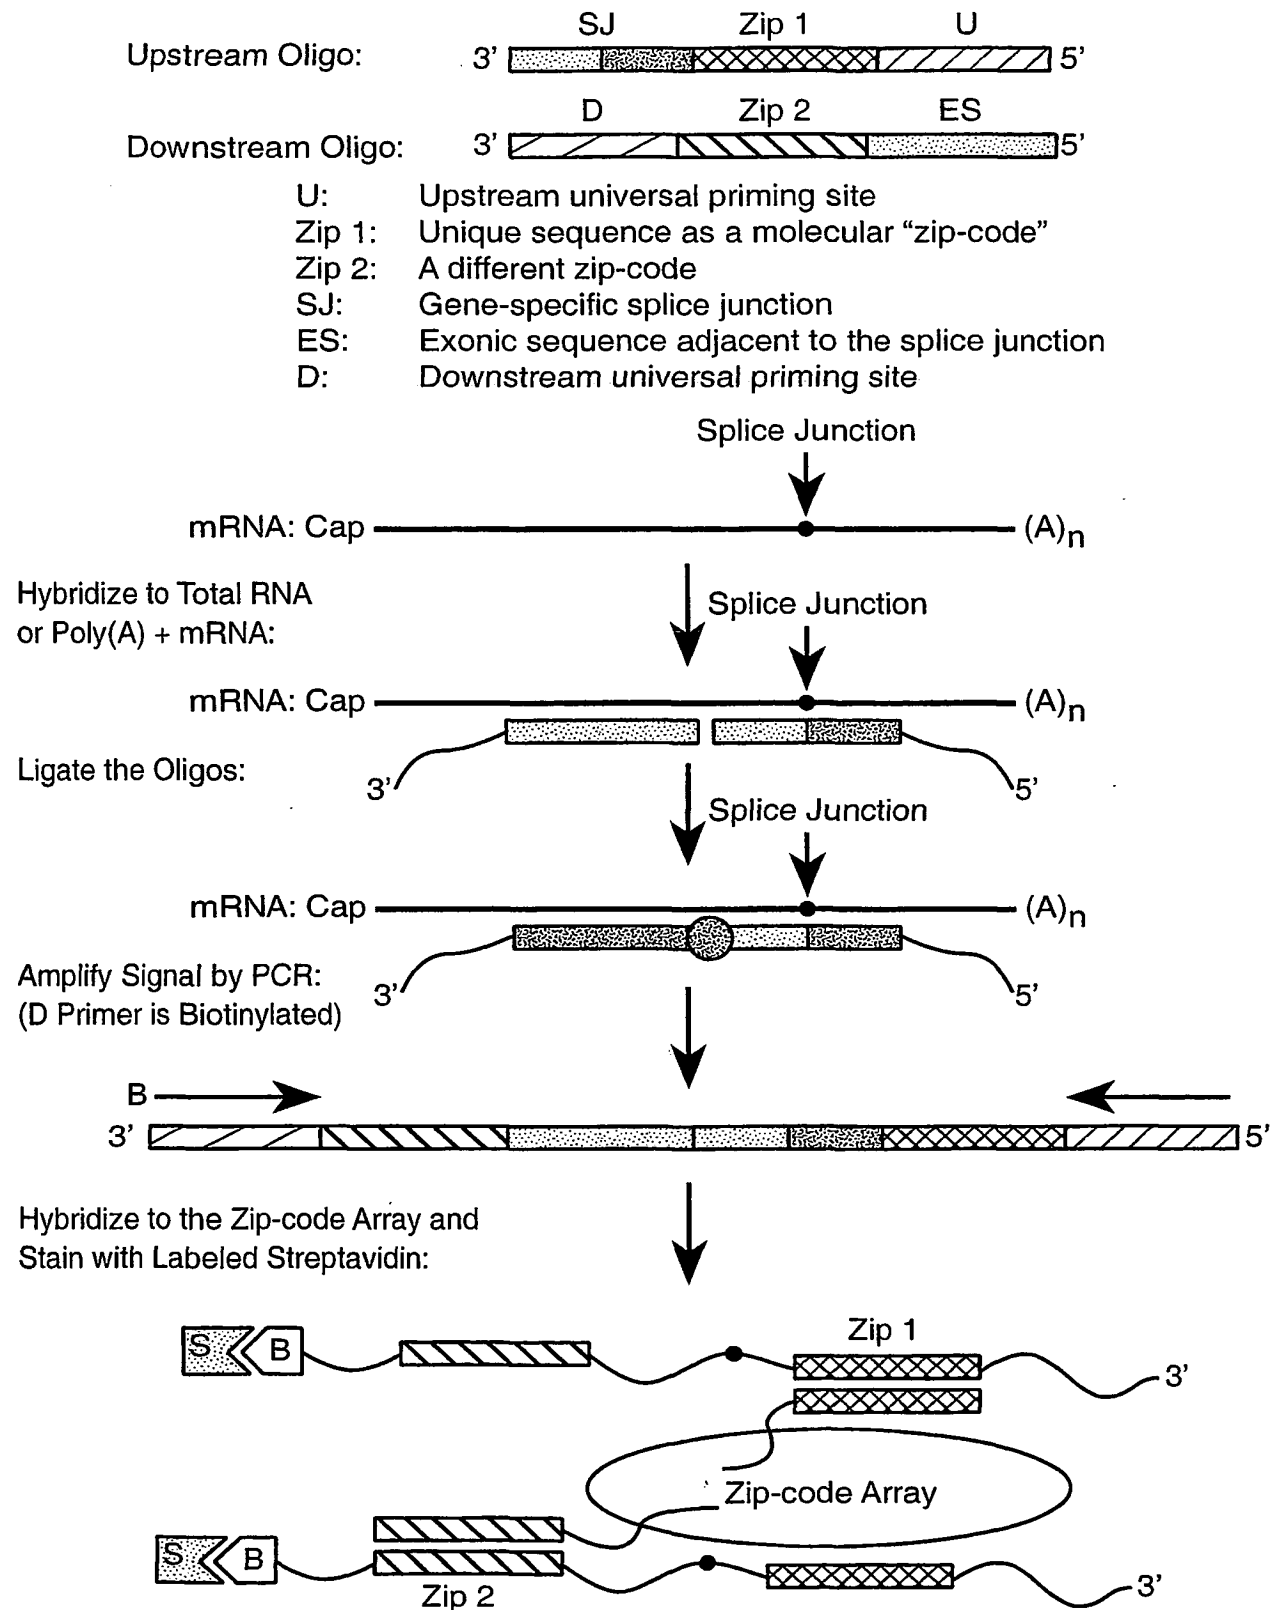 SJ Zip 1 U
Upstream Oligo: 3' 5'
D Zip 2 ES
Downstream Oligo: 3' 5'
U: Upstream universal priming site
Zip 1: Unique sequence as a molecular “zip-code”
Zip 2: A different zip-code
SJ: Gene-specific splice junction
ES: Exonic sequence adjacent to the splice junction
D: Downstream universal priming site
Splice Junction
mRNA: Cap (A)n
Hybridize to Total RNA
or Poly(A) + mRNA:
Splice Junction
mRNA: Cap (A)n
Ligate the Oligos:
3' 5'
Splice Junction
mRNA: Cap (A)n
Amplify Signal by PCR:
(D Primer is Biotinylated)
3' 5'
B
3' 5'
Hybridize to the Zip-code Array and
Stain with Labeled Streptavidin:
Zip 1
S B 3'
Zip-code Array
S B 3'
Zip 2